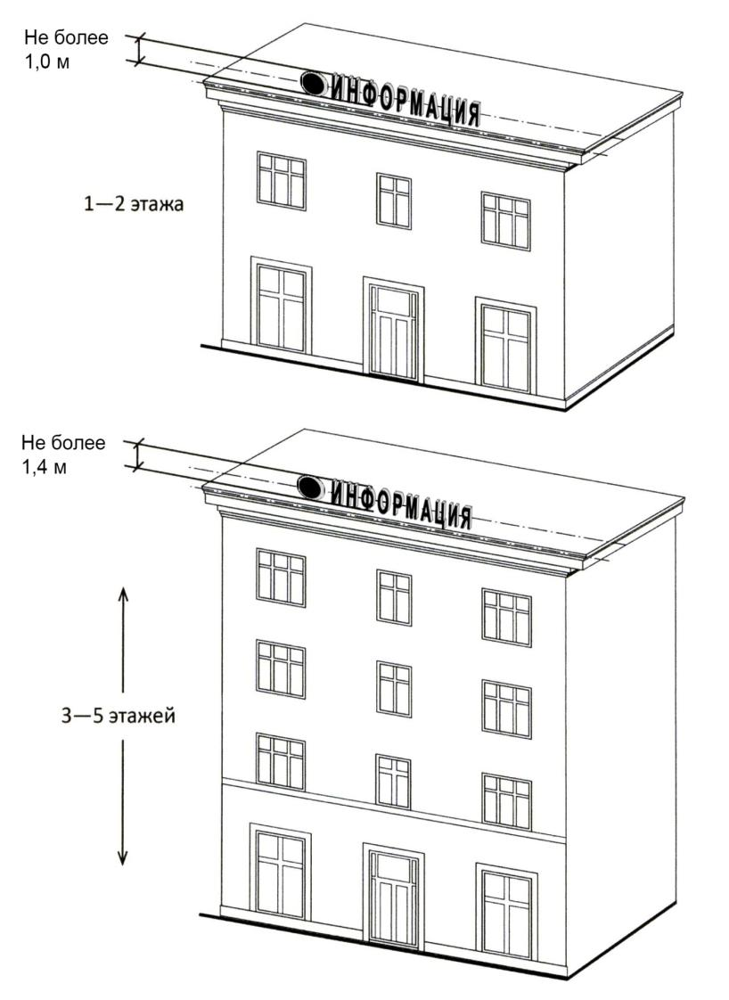 Не более
1,0 м
ИНФОРМАЦИЯ
1—2 этажа
Не более
1,4 м
ИНФОРМАЦИЯ
3—5 этажей